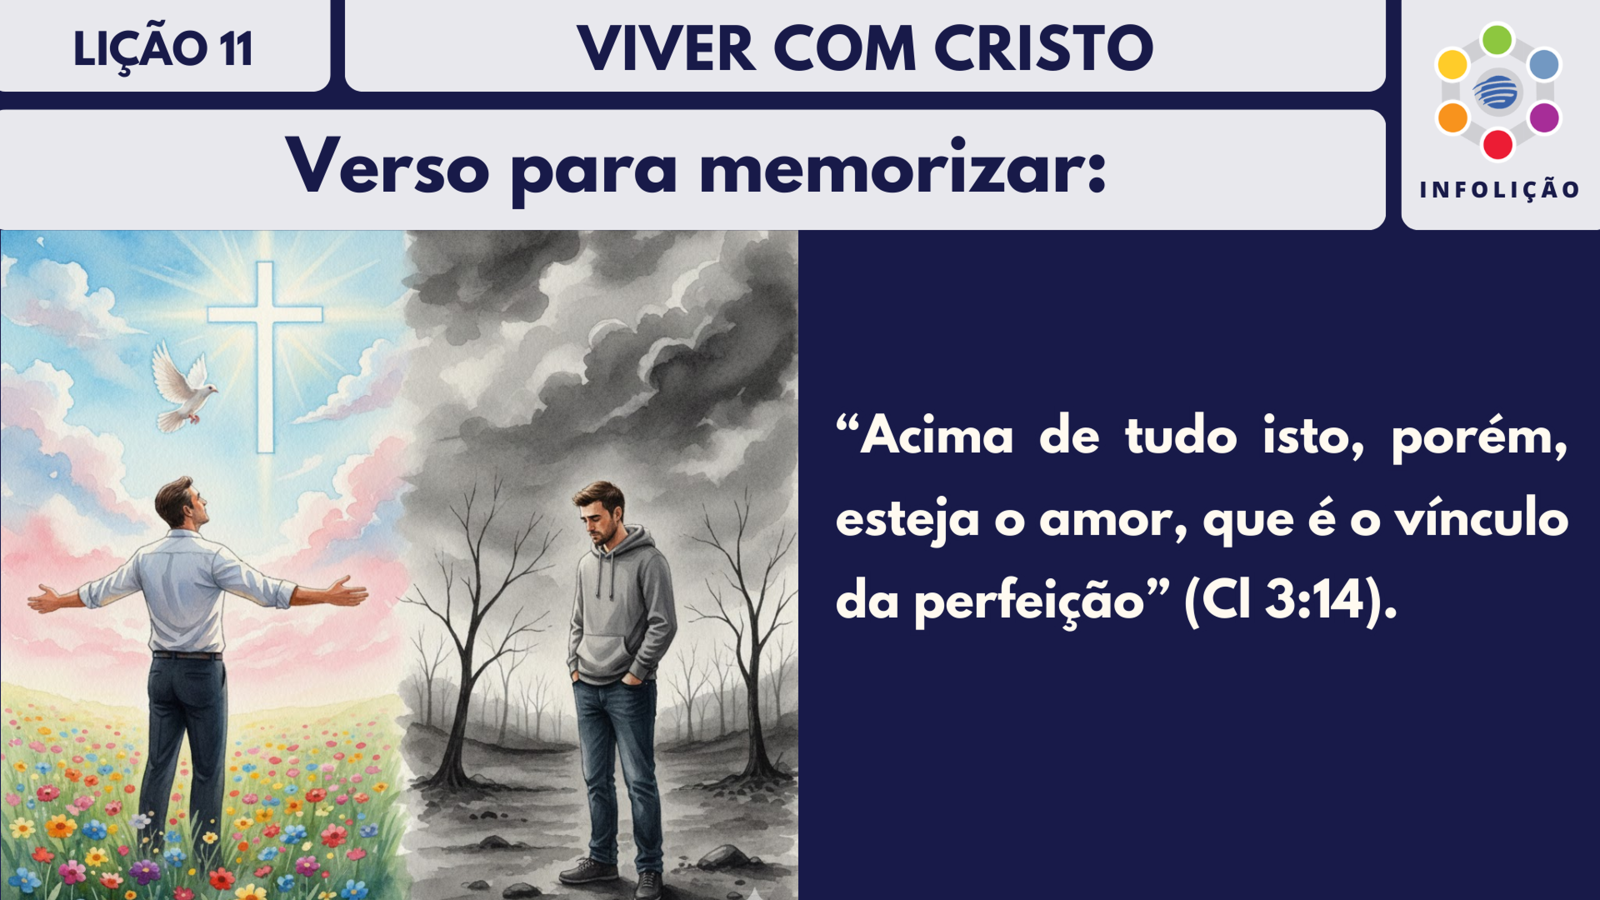 LIÇÃO 11
VIVER COM CRISTO
INFOLIÇÃO
Verso para memorizar:
“Acima de tudo isto, porém,
esteja o amor, que é o vínculo
da perfeição” (Cl 3:14).